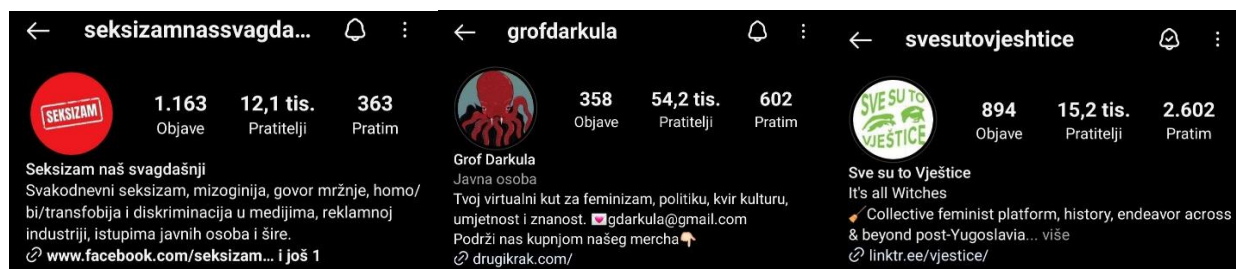 seksizamnassvagda...
SEKSIZAM
1.163 12,1 tis. 363
Objave Pratitelji Pratim
Seksizam naš svagdašnji
Svakodnevni seksizam, mizoginija, govor mržnje, homo/
bi/transfobija i diskriminacija u medijima, reklamnoj
industriji, istupima javnih osoba i šire.
www.facebook.com/seksizam... i još 1
grofdarkula
358 54,2 tis. 602
Objave Pratitelji Pratim
Grof Darkula
Javna osoba
Tvoj virtualni kut za feminizam, politiku, kvir kulturu,
umjetnost i znanost. 💌gdarkula@gmail.com
Podrži nas kupnjom našeg mercha👇🏻
drugikrak.com/
svesutovjeshtice
SVE SU TO
VJEŠTICE
894 15,2 tis. 2.602
Objave Pratitelji Pratim
Sve su to Vještice
It's all Witches
🧹Collective feminist platform, history, endeavor across
& beyond post-Yugoslavia... više
linktr.ee/vjestice/